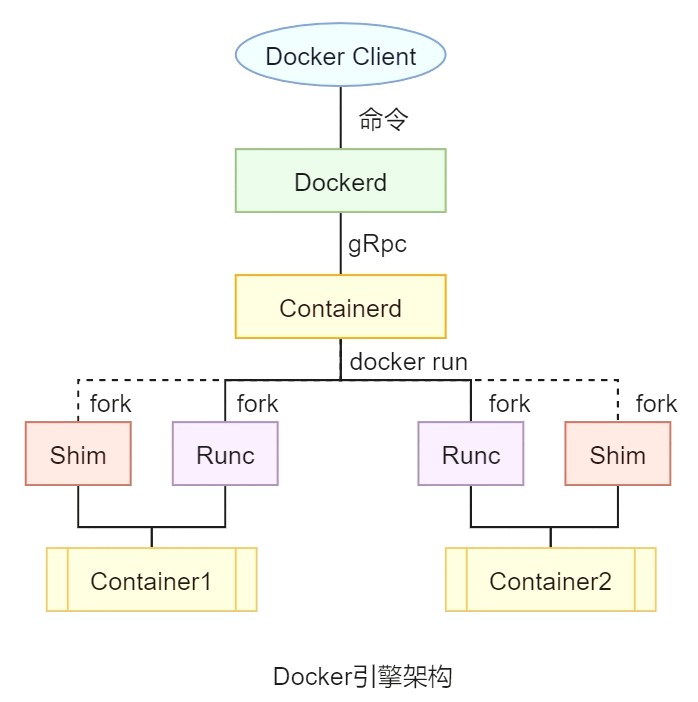 Docker Client
命令
Dockerd
gRpc
Containerd
docker run
fork
fork
fork
fork
Shim
Runc
Runc
Shim
Container1
Container2
Docker引擎架构